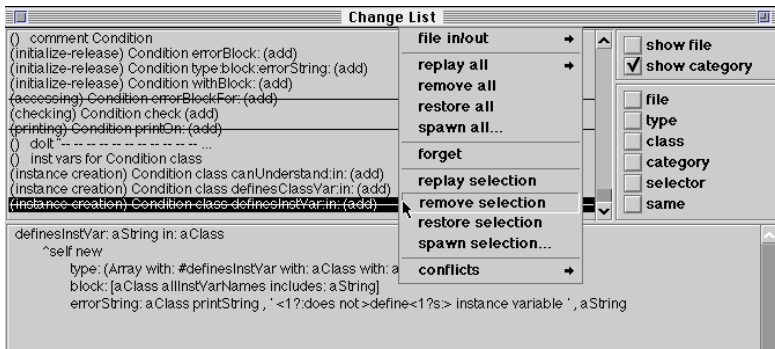 Change List
() comment Condition
(initialize-release) Condition errorBlock: (add)
(initialize-release) Condition type:block:errorString: (add)
(initialize-release) Condition withBlock: (add)
(accessing) Condition errorBlockFor: (add)
(checking) Condition check (add)
(printing) Condition printOn: (add)
() doIt "-- -- -- -- -- -- -- -- -- ...
() inst vars for Condition class
(instance creation) Condition class canUnderstand:in: (add)
(instance creation) Condition class definesClassVar:in: (add)
(instance creation) Condition class definesInstVar:in: (add)
file in/out
replay all
remove all
restore all
spawn all...
forget
replay selection
remove selection
restore selection
spawn selection...
conflicts
show file
show category
file
type
class
category
selector
same
definesInstVar: aString in: aClass
^self new
type: (Array with: #definesInstVar with: aClass with: a
block: [aClass allInstVarNames includes: aString]
errorString: aClass printString , ' <1?:does not >define<1?s:> instance variable ' , aString